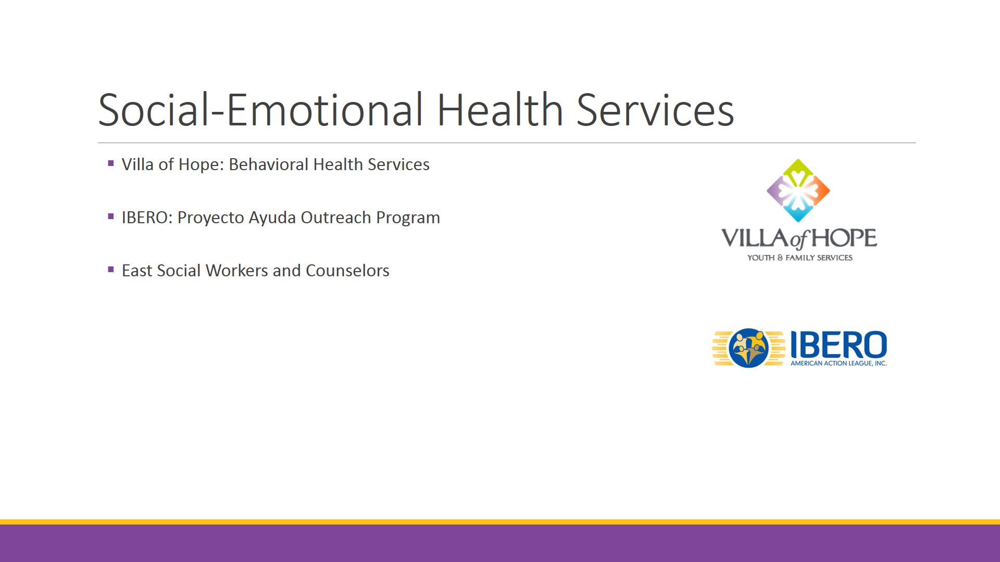 Social-Emotional Health Services
▪ Villa of Hope: Behavioral Health Services
▪ IBERO: Proyecto Ayuda Outreach Program
▪ East Social Workers and Counselors
VILLA of HOPE
YOUTH & FAMILY SERVICES
IBERO
AMERICAN ACTION LEAGUE, INC.